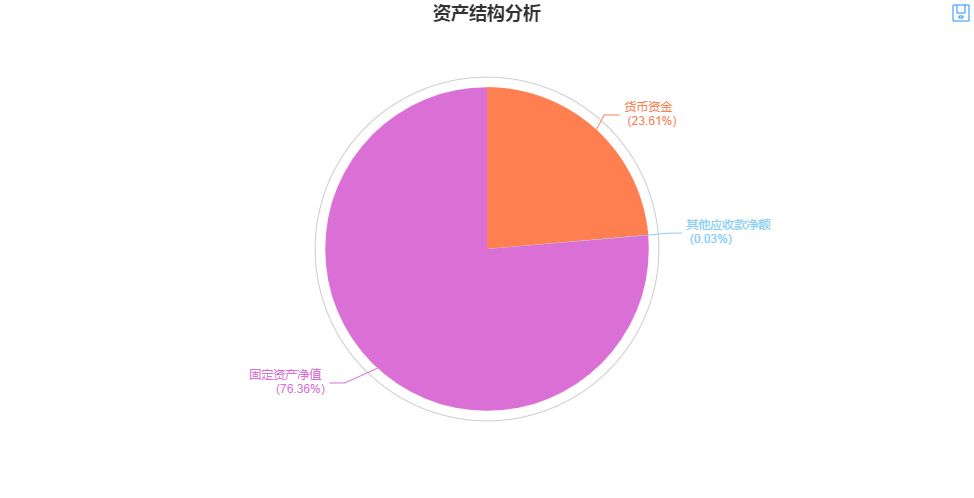 资产结构分析
货币资金
(23.61%)
其他应收款净额
(0.03%)
固定资产净值
(76.36%)